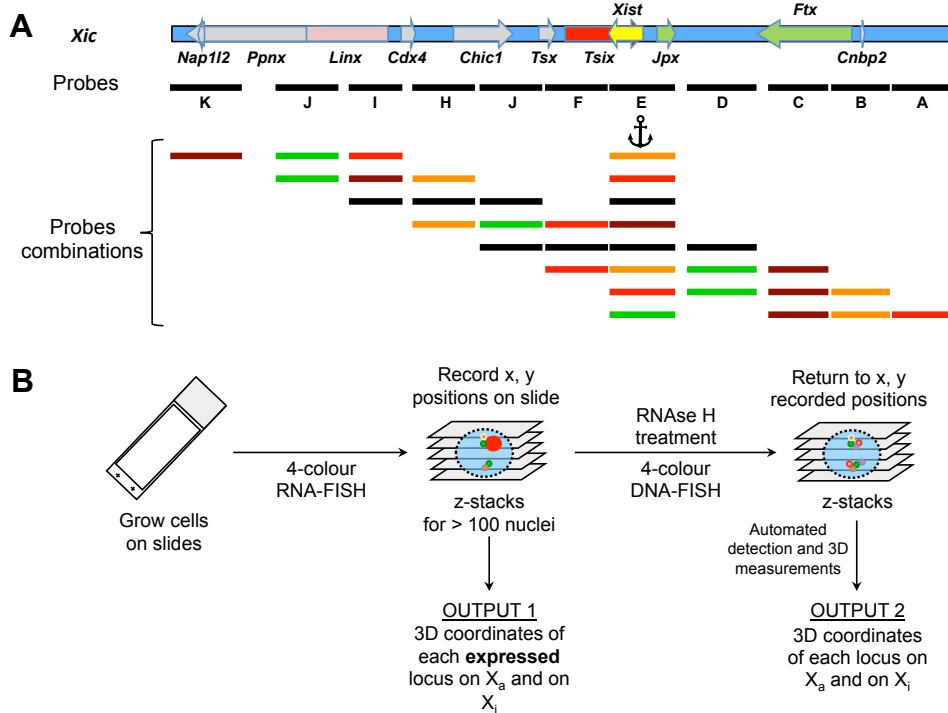 A
Xic
Xist
Ftx
Nap1l2 Ppnx Linx Cdx4 Chic1 Tsx Tsix Jpx Cnbp2
Probes
K J I H J F E D C B A
Probes
combinations
B
Grow cells
on slides
4-colour
RNA-FISH
Record x, y
positions on slide
z-stacks
for > 100 nuclei
OUTPUT 1
3D coordinates of
each expressed
locus on Xa and on
Xi
RNAse H
treatment
4-colour
DNA-FISH
Return to x, y
recorded positions
z-stacks
Automated
detection and 3D
measurements
OUTPUT 2
3D coordinates
of each locus on
Xa and on Xi